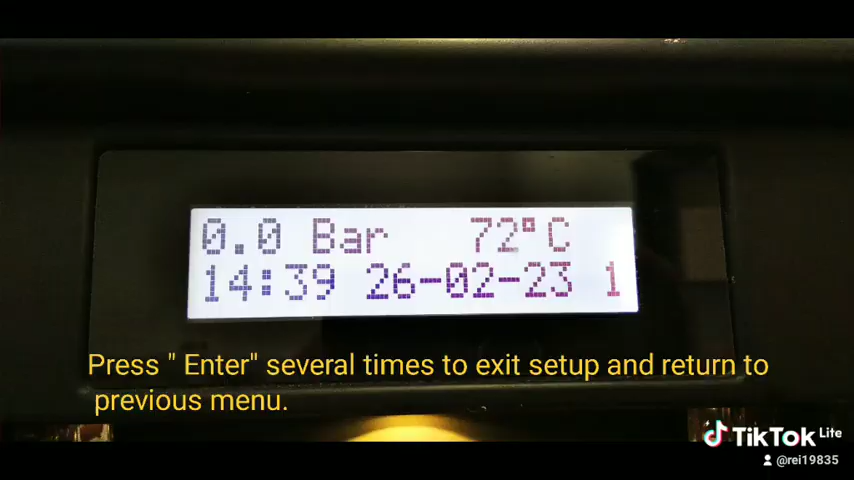 0.0 Bar 72°C
14:39 26-02-23 1
Press " Enter" several times to exit setup and return to
previous menu.
TikTok Lite
@rei19835